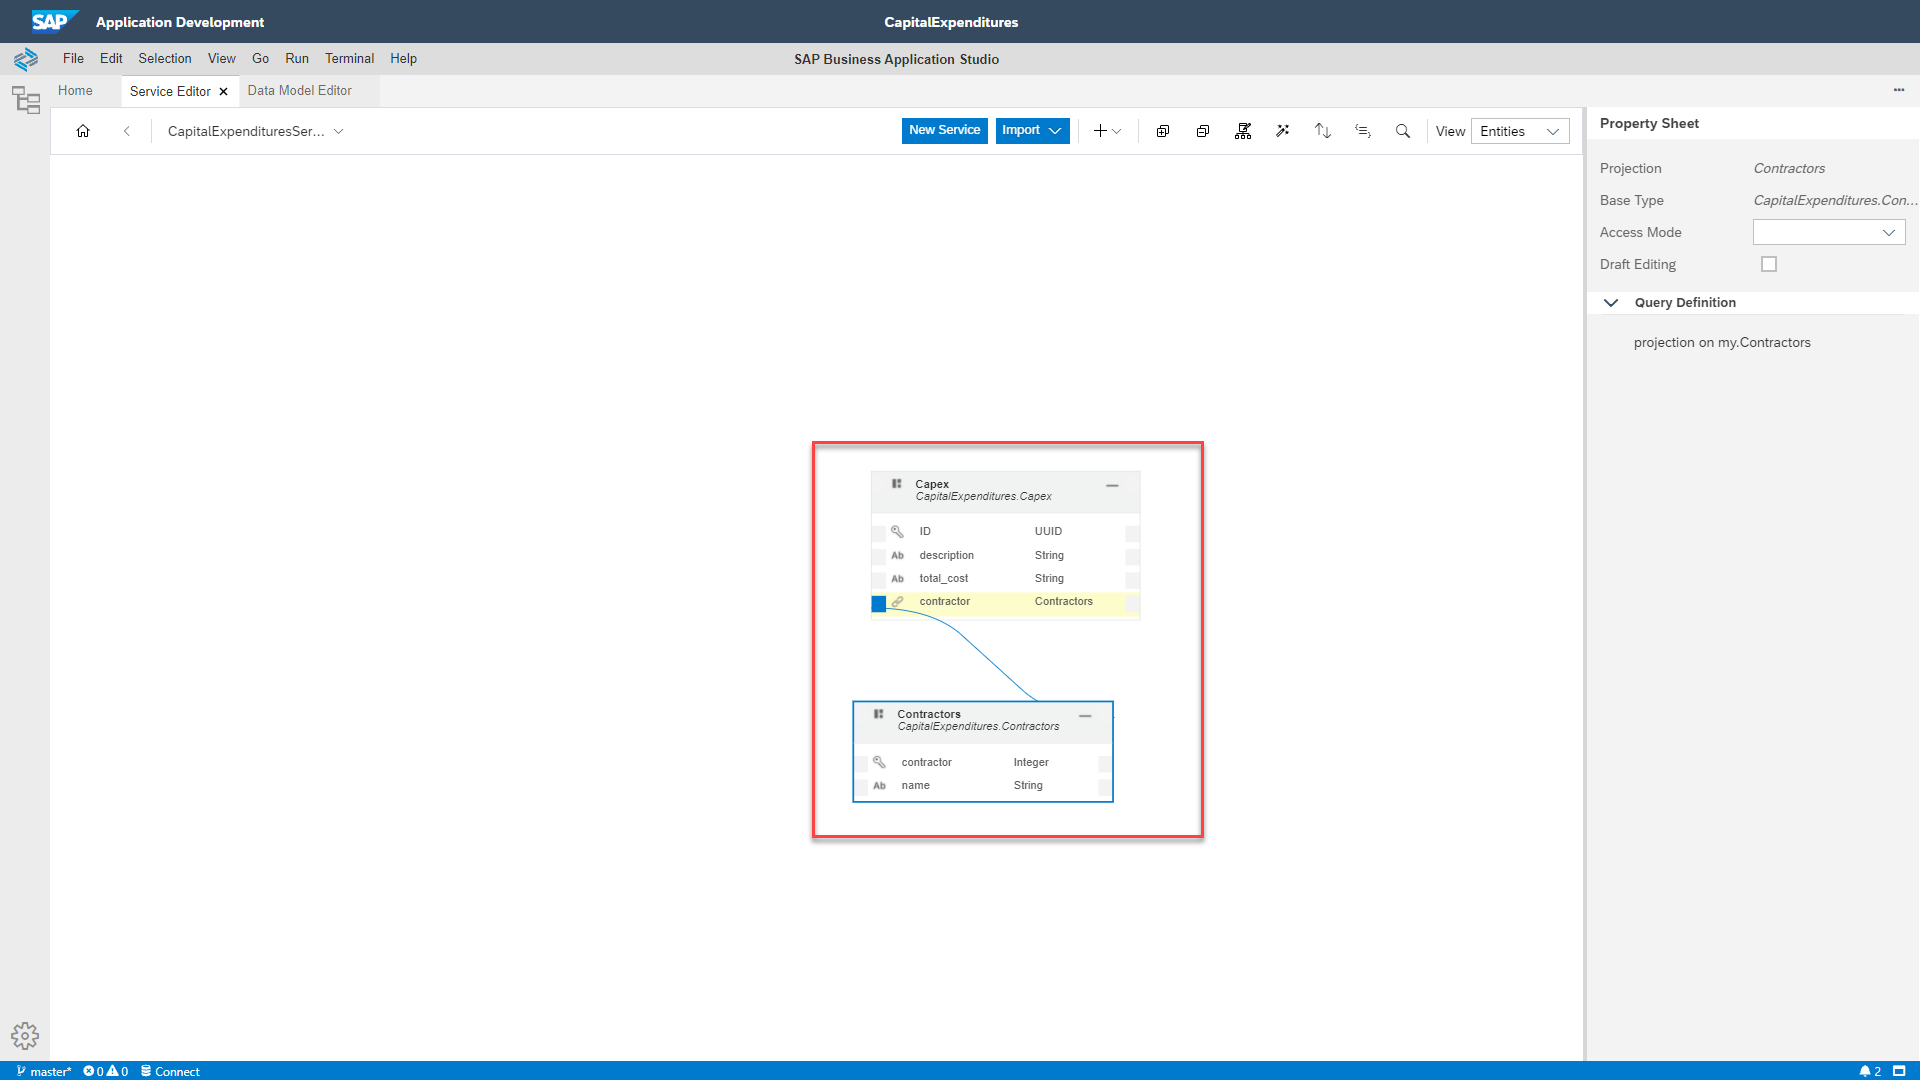 SAP Application Development CapitalExpenditures
File Edit Selection View Go Run Terminal Help SAP Business Application Studio
Home Service Editor Data Model Editor
CapitalExpendituresSer... New Service Import View Entities
Property Sheet
Projection Contractors
Base Type CapitalExpenditures.Con...
Access Mode
Draft Editing
Query Definition
projection on my.Contractors
Capex
CapitalExpenditures.Capex
ID UUID
Ab description String
Ab total_cost String
contractor Contractors
Contractors
CapitalExpenditures.Contractors
contractor Integer
Ab name String
master* 0 0 Connect 2